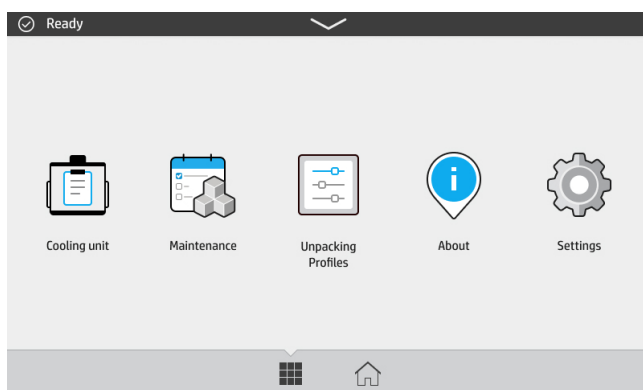 Ready
Cooling unit
Maintenance
Unpacking
Profiles
About
Settings